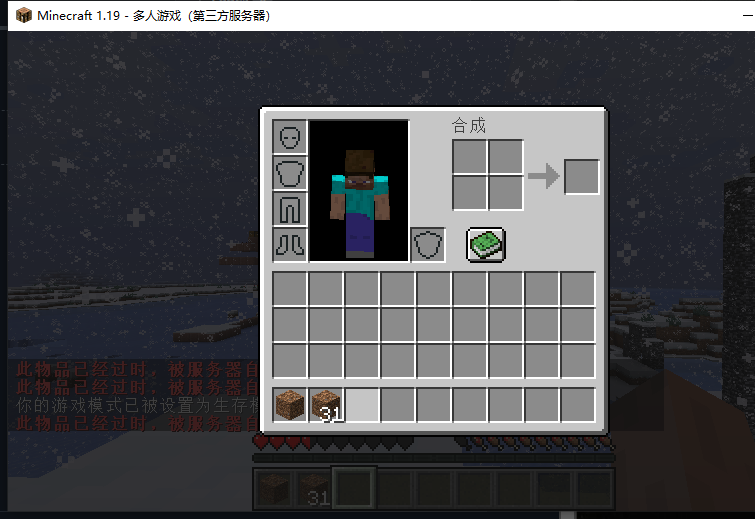 Minecraft 1.19 - 多人游戏（第三方服务器）
合成
此物品已经过时，被服务器自
此物品已经过时，被服务器自
你的游戏模式已被设置为生存模
此物品已经过时，被服务器自
31
31